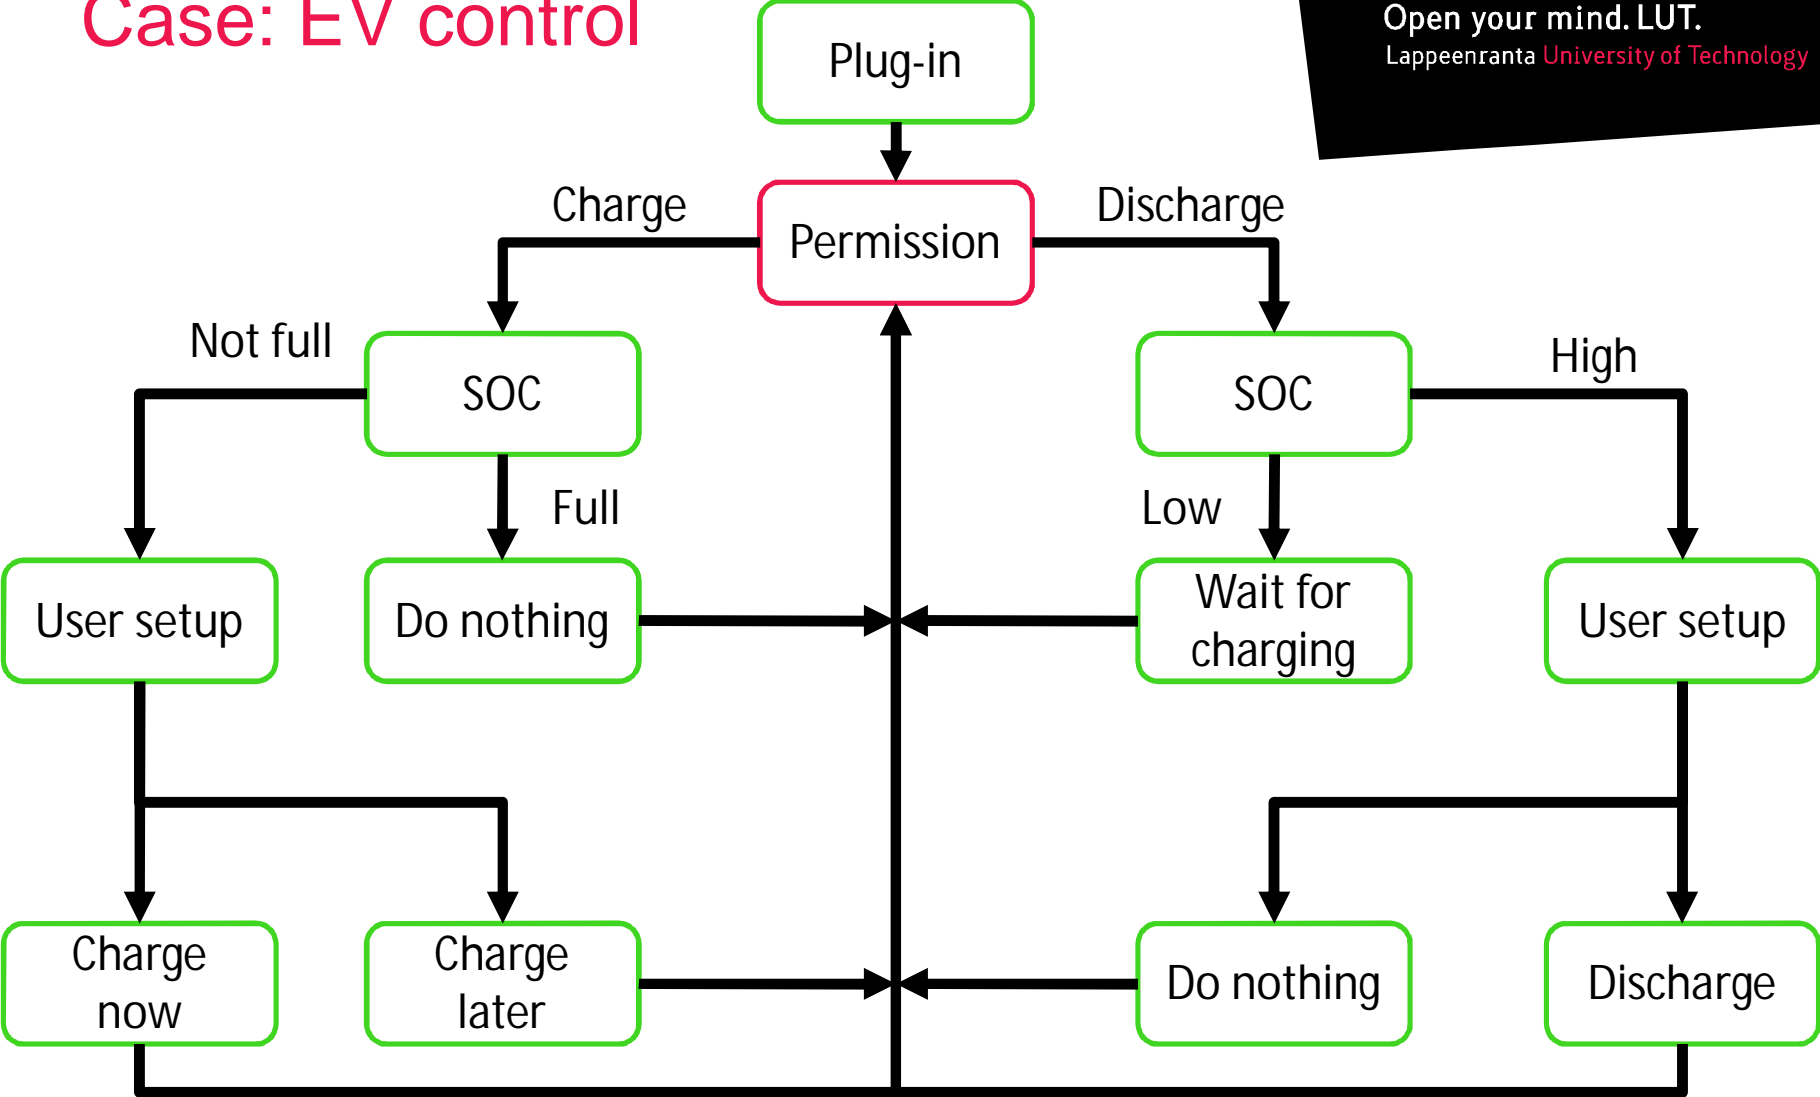 Case: EV control
Open your mind. LUT.
Lappeenranta University of Technology
Plug-in
Charge
Permission
Discharge
Not full
SOC
SOC
High
Full
Low
User setup
Do nothing
Wait for
charging
User setup
Charge
now
Charge
later
Do nothing
Discharge